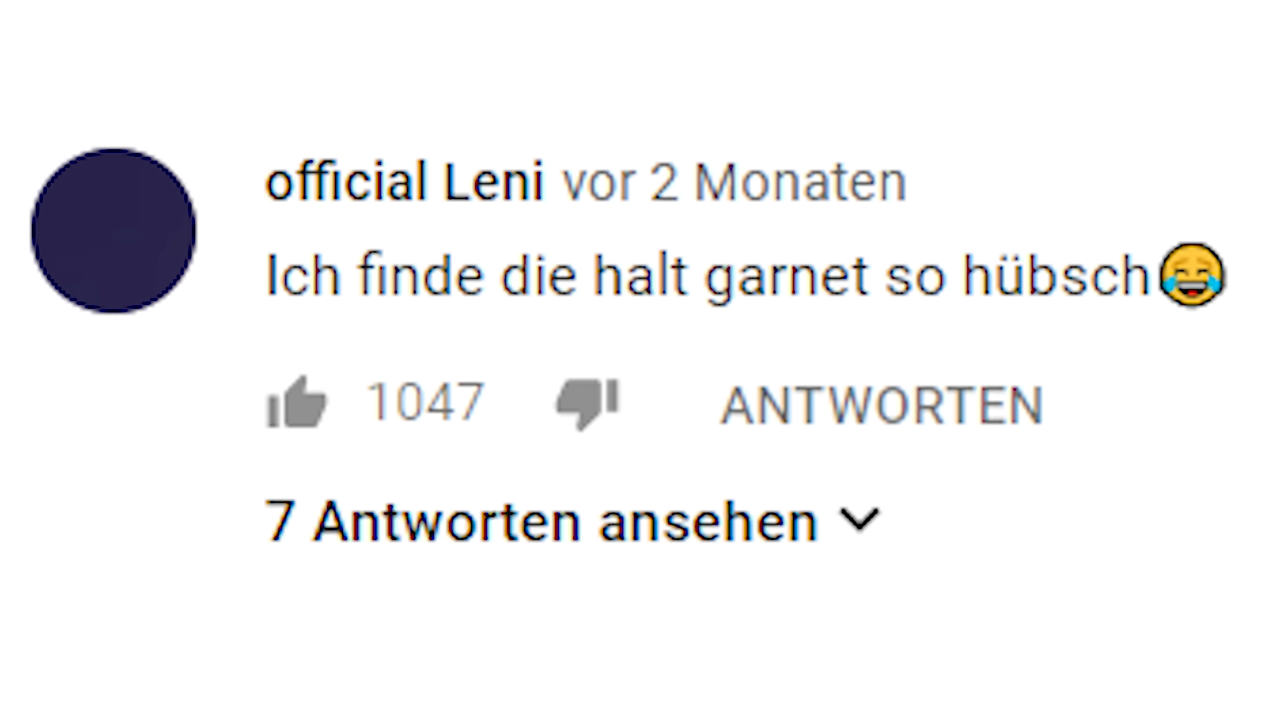 official Leni vor 2 Monaten
Ich finde die halt garnet so hübsch😂
1047 ANTWORTEN
7 Antworten ansehen